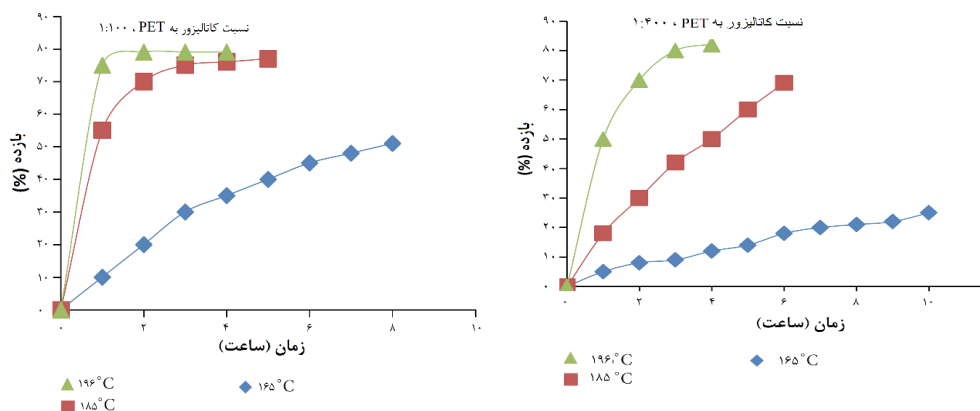 نسبت کاتالیزور به PET ، ۱:۱۰۰
۹۰
۸۰
۷۰
۶۰
۵۰
۴۰
۳۰
۲۰
۱۰
۰
بازده (%)
۰ ۲ ۴ ۶ ۸ ۱۰
زمان (ساعت)
۱۹۶°C
۱۶۵°C
۱۸۵°C
نسبت کاتالیزور به PET ، ۱:۴۰۰
۹۰
۸۰
۷۰
۶۰
۵۰
۴۰
۳۰
۲۰
۱۰
۰
بازده (%)
۰ ۲ ۴ ۶ ۸ ۱۰
زمان (ساعت)
۱۹۶°C
۱۶۵°C
۱۸۵°C